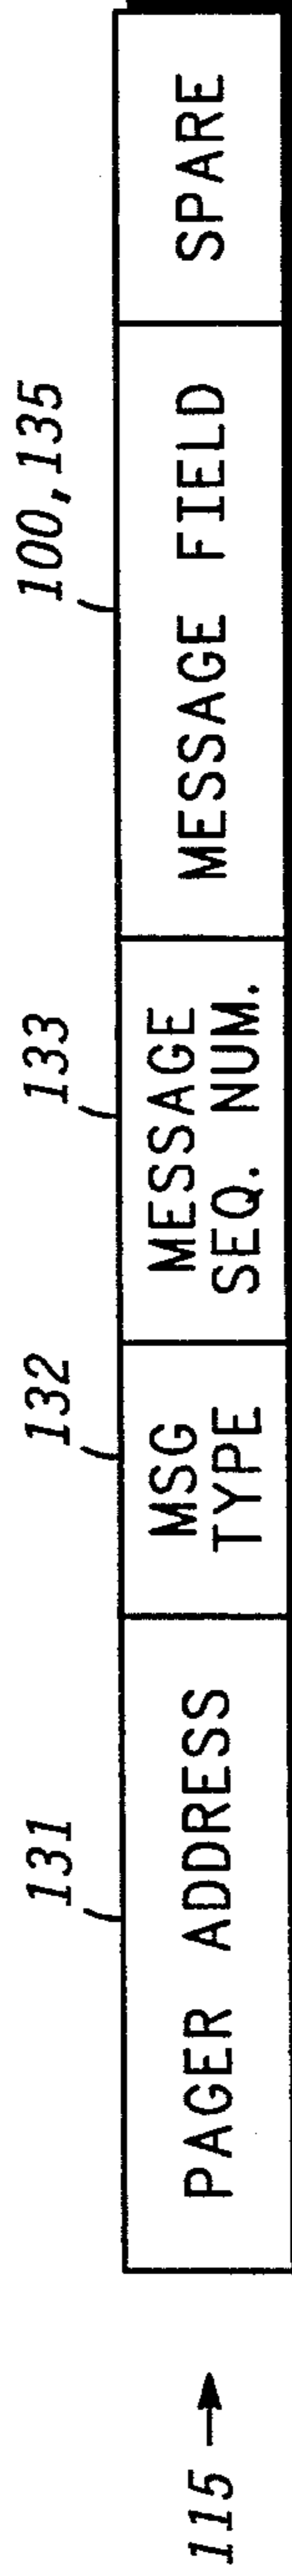 131
132
133
100,135
115
PAGER ADDRESS
MSG
TYPE
MESSAGE
SEQ. NUM.
MESSAGE FIELD
SPARE